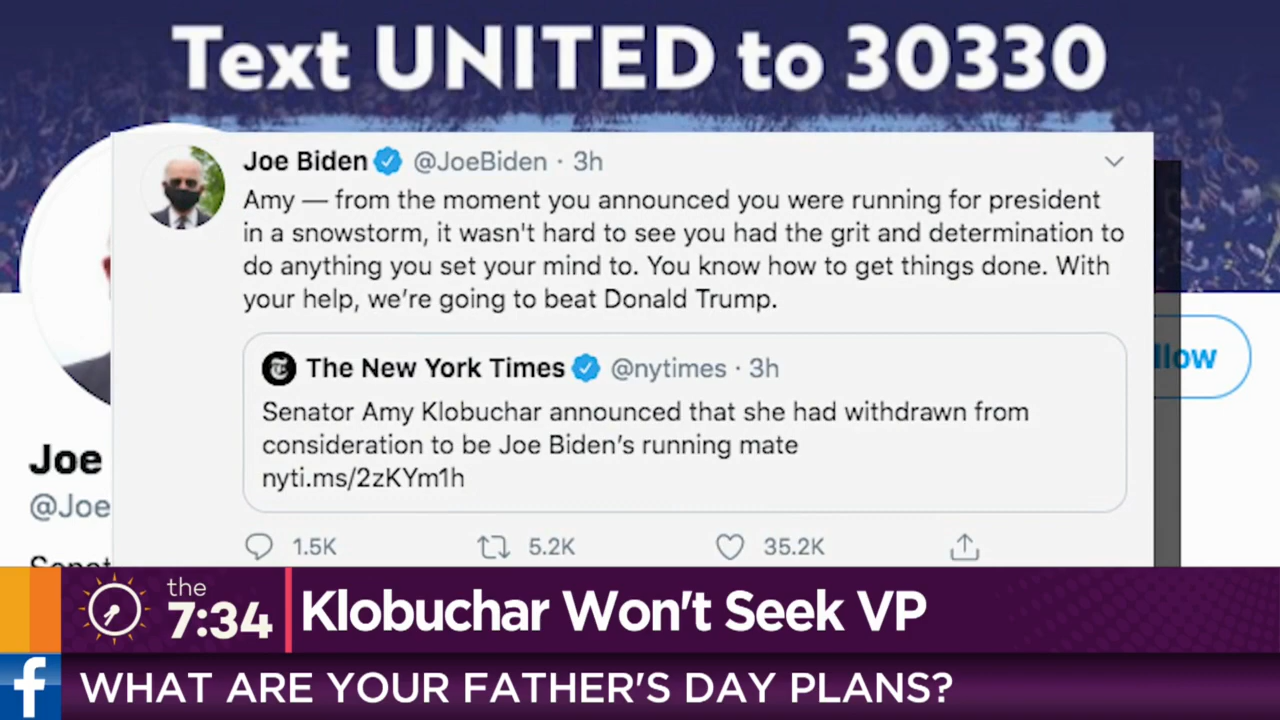 Text UNITED to 30330
Joe Biden @JoeBiden · 3h
Amy — from the moment you announced you were running for president
in a snowstorm, it wasn't hard to see you had the grit and determination to
do anything you set your mind to. You know how to get things done. With
your help, we're going to beat Donald Trump.
The New York Times @nytimes · 3h
Senator Amy Klobuchar announced that she had withdrawn from
consideration to be Joe Biden's running mate
nyti.ms/2zKYm1h
1.5K 5.2K 35.2K
llow
Joe
@Joe
the
7:34
Klobuchar Won't Seek VP
WHAT ARE YOUR FATHER'S DAY PLANS?